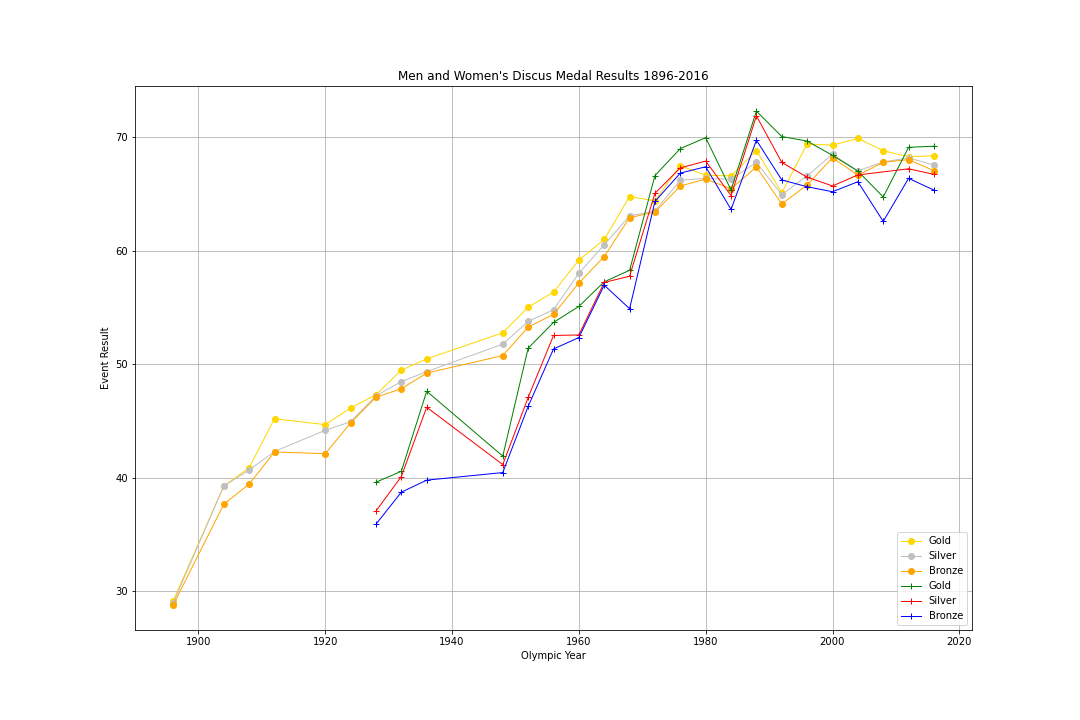 Men and Women's Discus Medal Results 1896-2016
70
60
50
40
30
Event Result
1900 1920 1940 1960 1980 2000 2020
Olympic Year
Gold
Silver
Bronze
Gold
Silver
Bronze